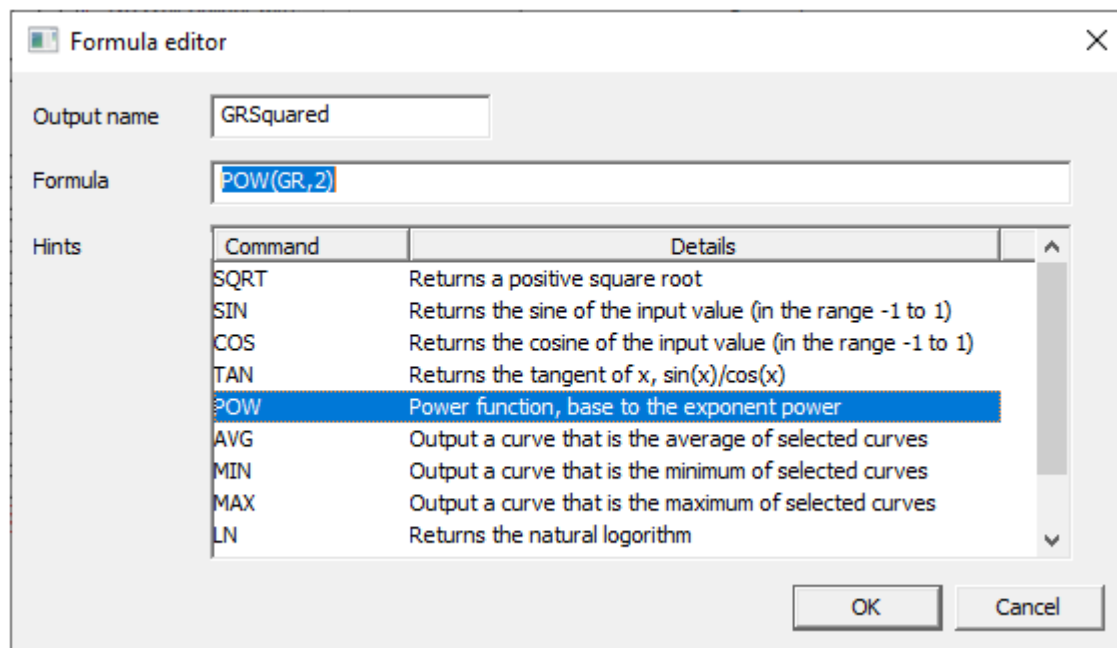 Formula editor
Output name GRSquared
Formula POW(GR,2)
Hints Command Details
SQRT Returns a positive square root
SIN Returns the sine of the input value (in the range -1 to 1)
COS Returns the cosine of the input value (in the range -1 to 1)
TAN Returns the tangent of x, sin(x)/cos(x)
POW Power function, base to the exponent power
AVG Output a curve that is the average of selected curves
MIN Output a curve that is the minimum of selected curves
MAX Output a curve that is the maximum of selected curves
LN Returns the natural logorithm
OK Cancel